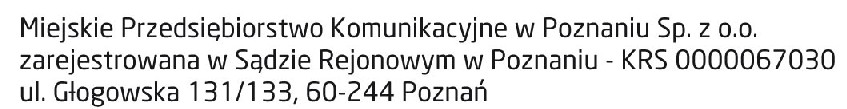 Miejskie Przedsiębiorstwo Komunikacyjne w Poznaniu Sp. z o.o.
zarejestrowana w Sądzie Rejonowym w Poznaniu - KRS 0000067030
ul. Głogowska 131/133, 60-244 Poznań